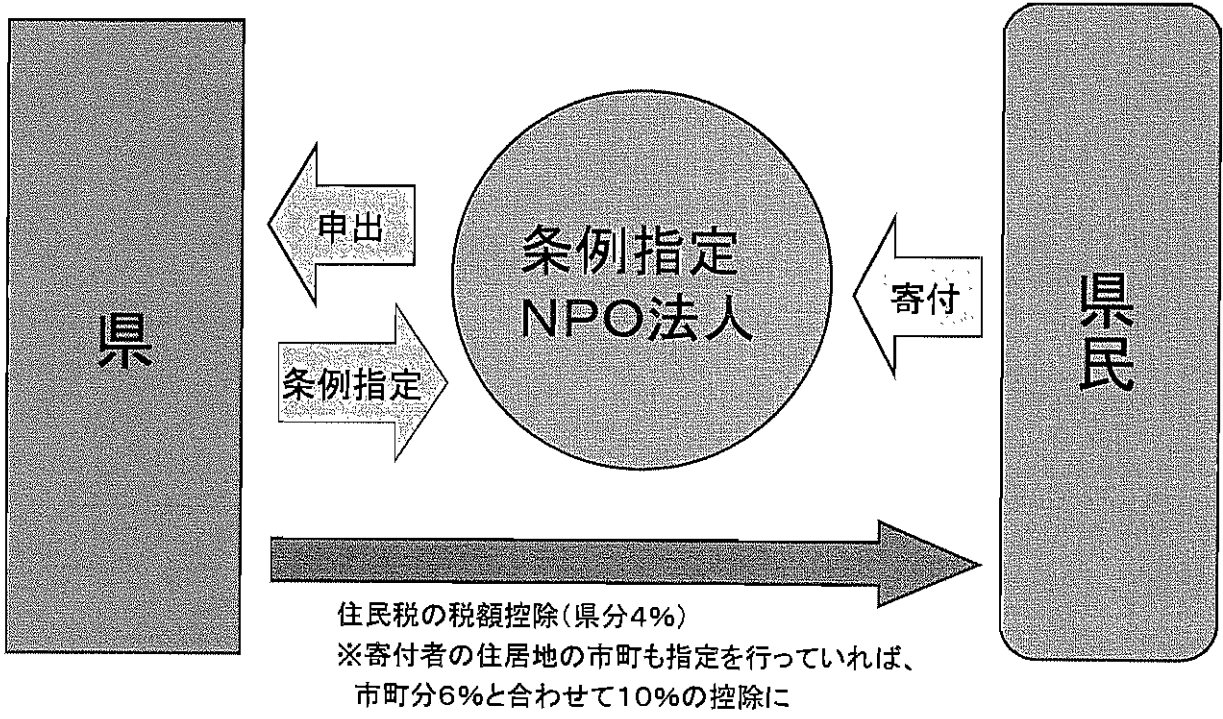 県
申出
条例指定
条例指定
NPO法人
寄付
県民
住民税の税額控除(県分4%)
※寄付者の住居地の市町も指定を行っていれば、
市町分6%と合わせて10%の控除に